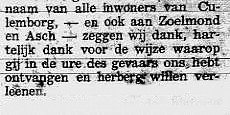 naam van alle inwoners van Cu-
lemborg, — en ook aan Zoelmond
en Asch — zeggen wij dank, har-
telijk dank voor de wijze waarop
gij in de ure des gevaars ons hebt
ontvangen en herberg willen ver-
leenen.